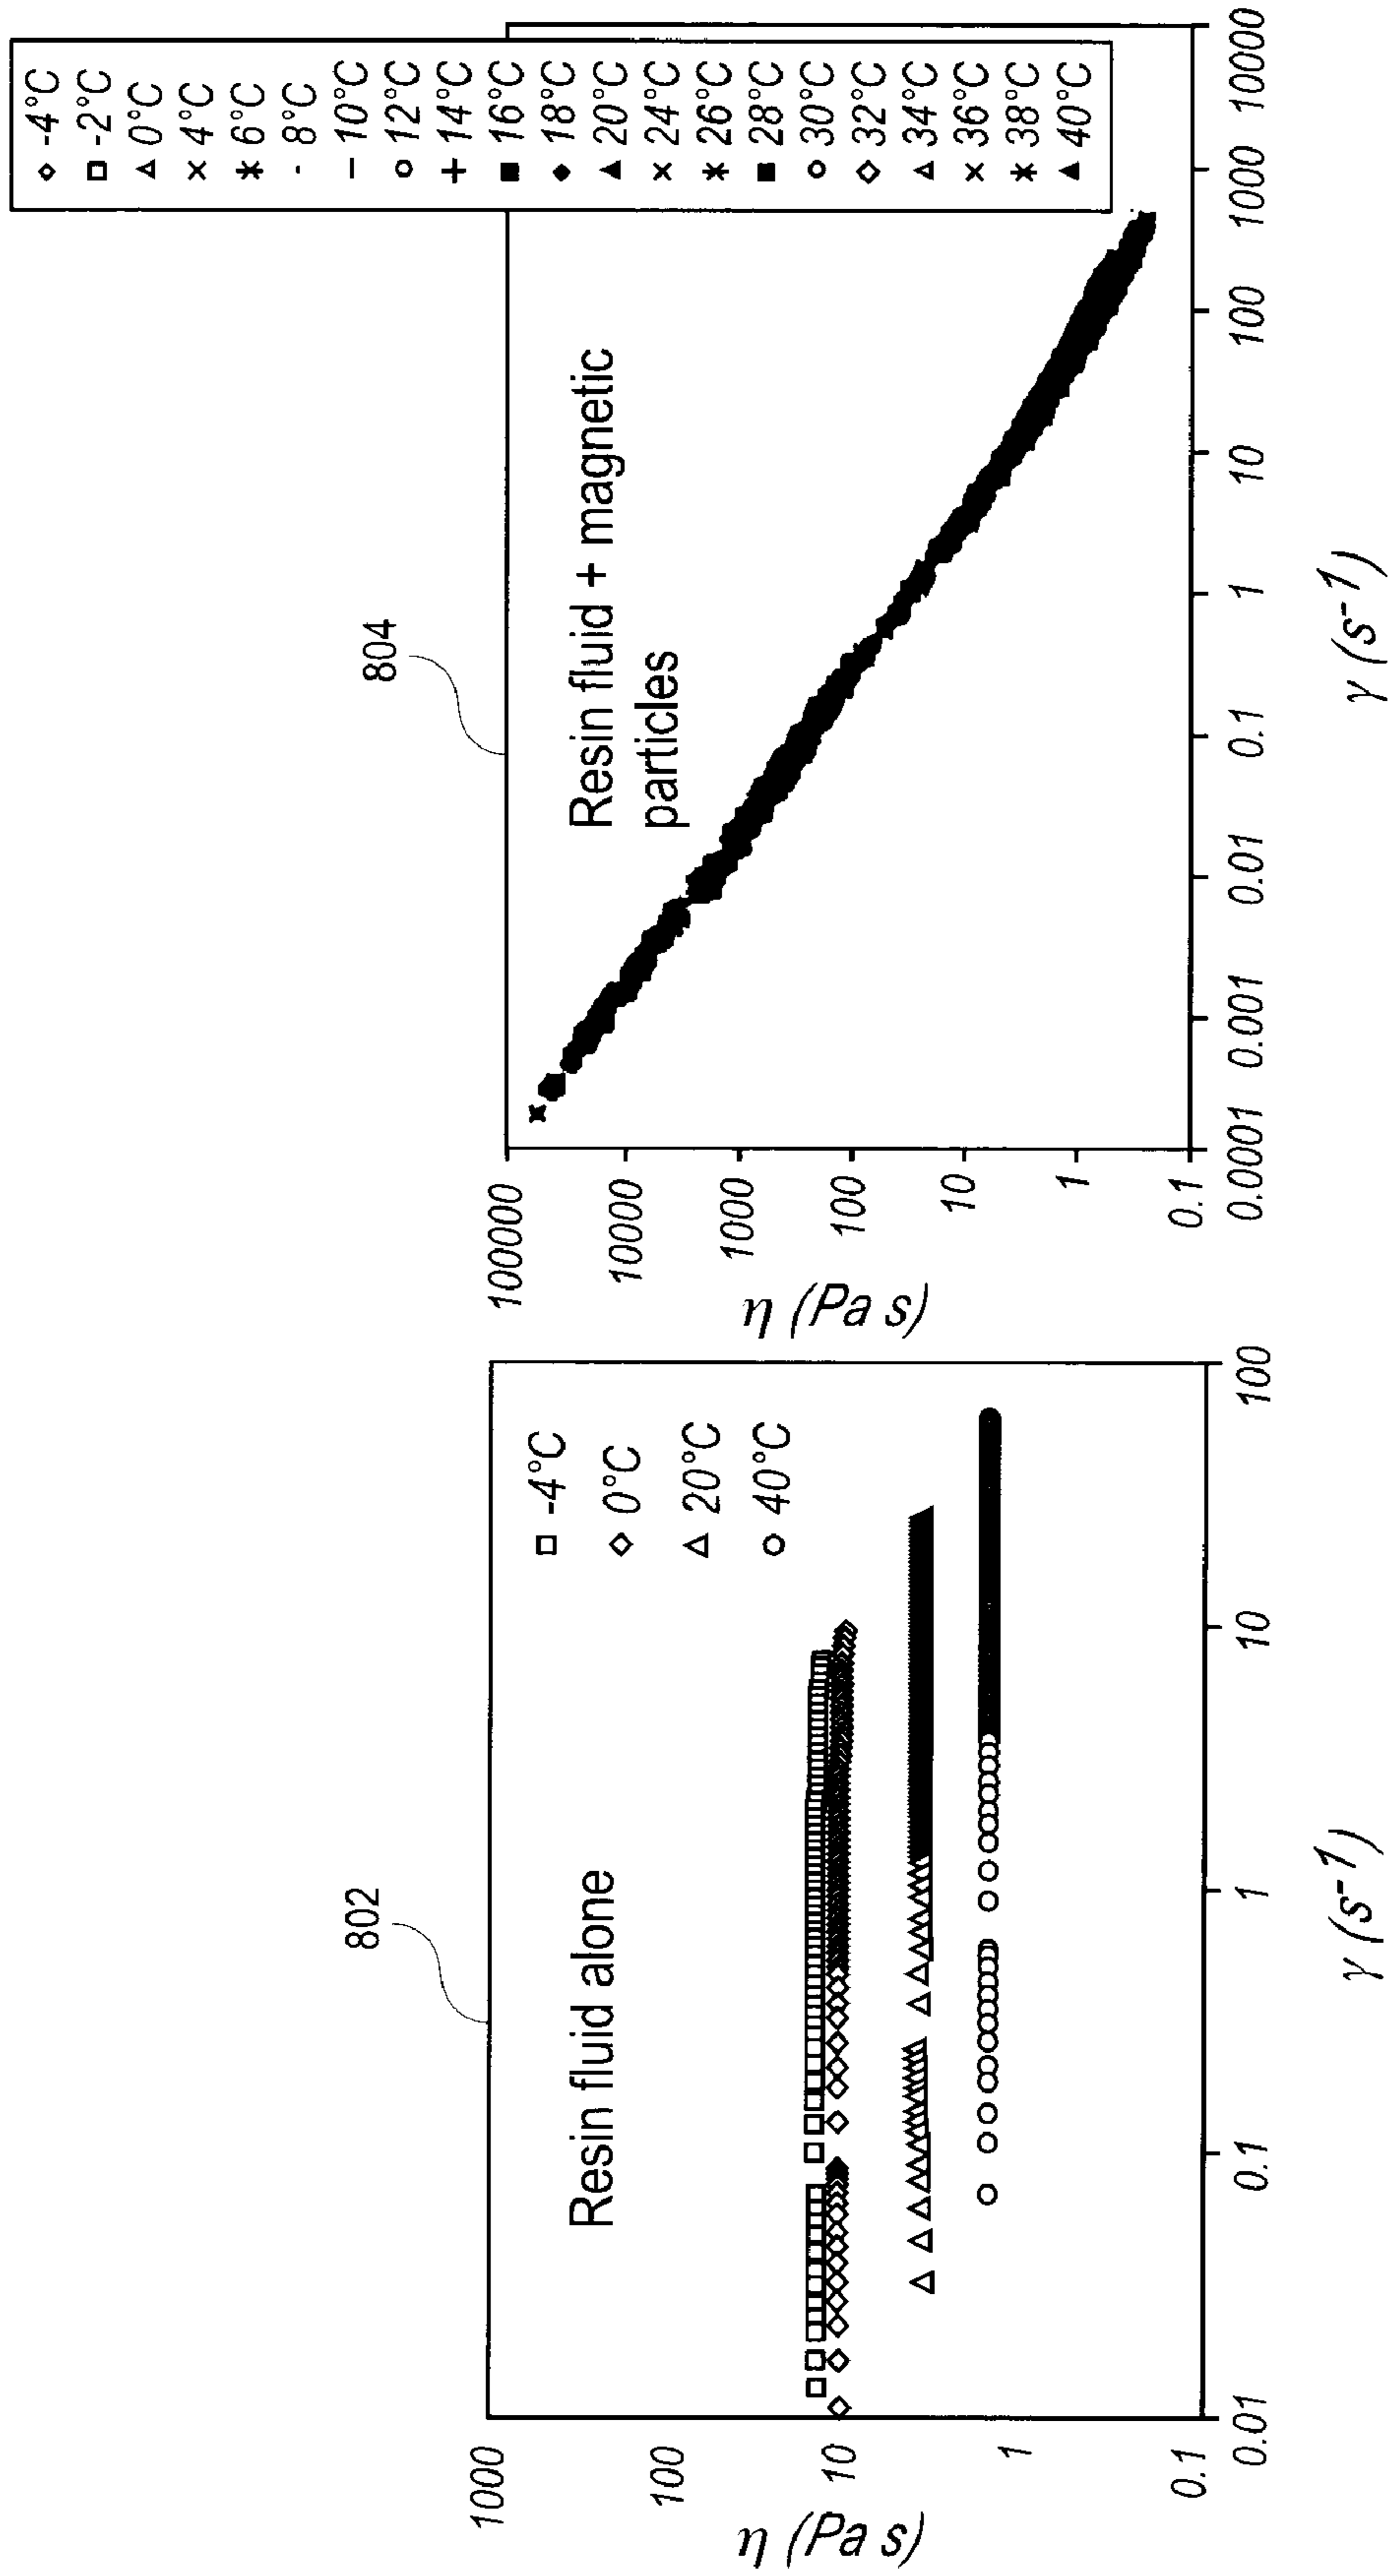 802
Resin fluid alone
□ -4°C
◇ 0°C
△ 20°C
○ 40°C
1000
100
10
1
0.1
η (Pa s)
0.01
0.1
1
10
100
γ (s⁻¹)
804
Resin fluid + magnetic
particles
100000
10000
1000
100
10
1
0.1
η (Pa s)
0.0001
0.001
0.01
0.1
1
10
100
1000
10000
γ (s⁻¹)
◇ -4°C
□ -2°C
△ 0°C
× 4°C
* 6°C
- 8°C
— 10°C
○ 12°C
+ 14°C
■ 16°C
◆ 18°C
▲ 20°C
× 24°C
* 26°C
■ 28°C
○ 30°C
◇ 32°C
△ 34°C
× 36°C
* 38°C
▲ 40°C